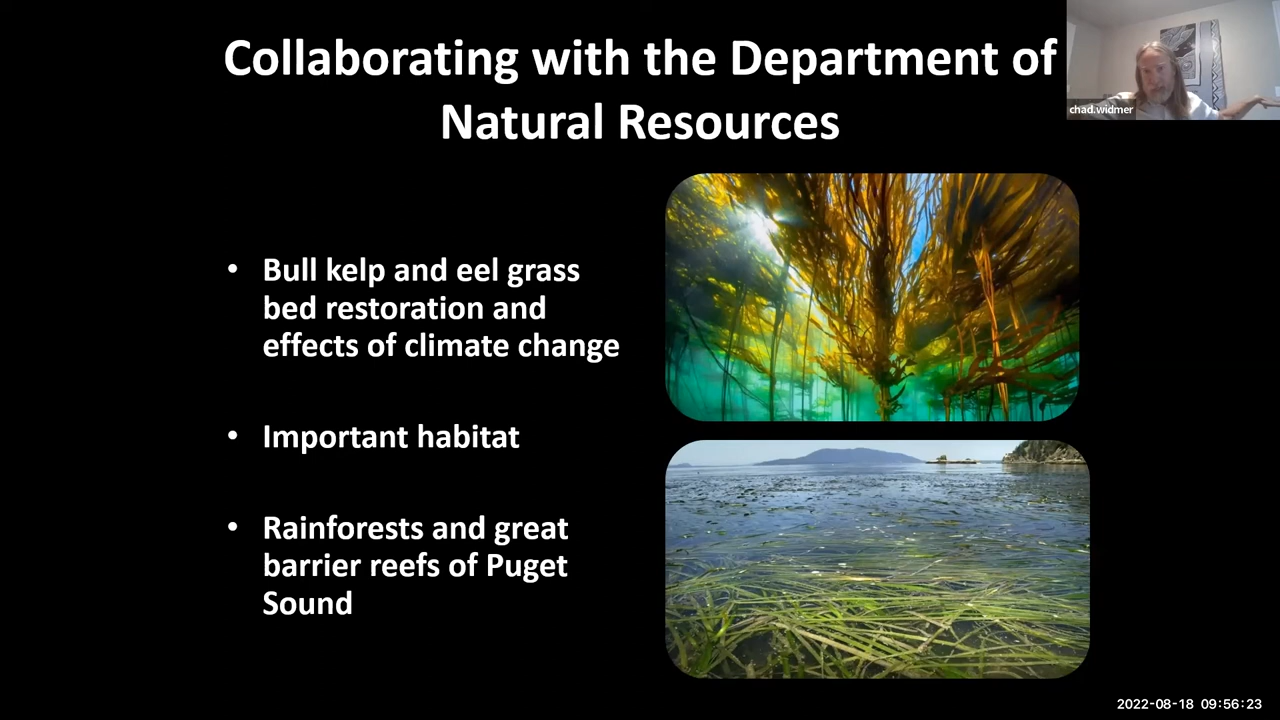 Collaborating with the Department of
Natural Resources
chad.widmer
• Bull kelp and eel grass
bed restoration and
effects of climate change
• Important habitat
• Rainforests and great
barrier reefs of Puget
Sound
2022-08-18 09:56:23